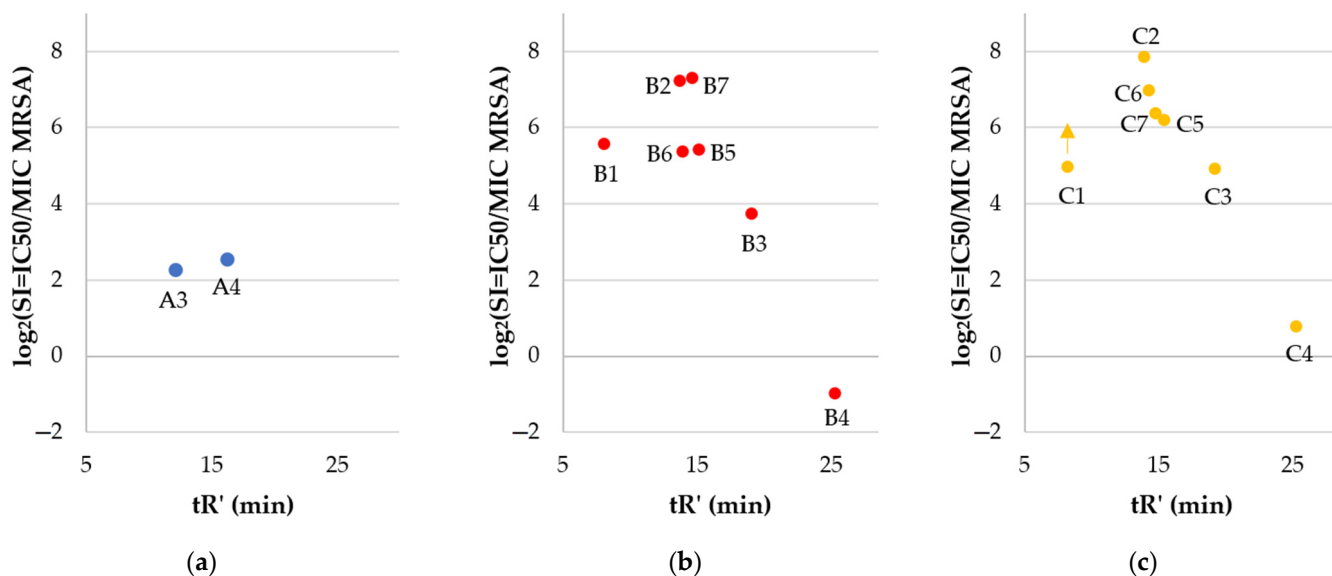 log₂(SI=IC50/MIC MRSA)
8
6
4
2
0
−2
A3
A4
5
15
25
tR' (min)
(a)
log₂(SI=IC50/MIC MRSA)
8
6
4
2
0
−2
B2
B7
B1
B6
B5
B3
B4
5
15
25
tR' (min)
(b)
log₂(SI=IC50/MIC MRSA)
8
6
4
2
0
−2
C2
C6
C7
C5
C1
C3
C4
5
15
25
tR' (min)
(c)